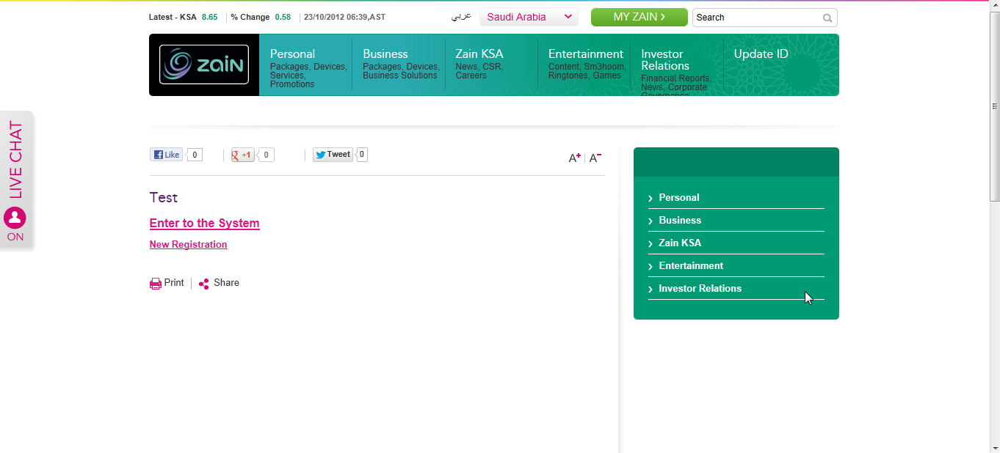 Latest - KSA 8.65 % Change 0.58 23/10/2012 06:39,AST عربي Saudi Arabia MY ZAIN › Search
zain
Personal
Packages, Devices,
Services,
Promotions
Business
Packages, Devices,
Business Solutions
Zain KSA
News, CSR,
Careers
Entertainment
Content, Sm3hoom,
Ringtones, Games
Investor
Relations
Financial Reports,
News, Corporate
Governance
Update ID
LIVE CHAT
ON
Like 0 g +1 0 Tweet 0 A+ A-
Test
Enter to the System
New Registration
Print Share
Personal
Business
Zain KSA
Entertainment
Investor Relations